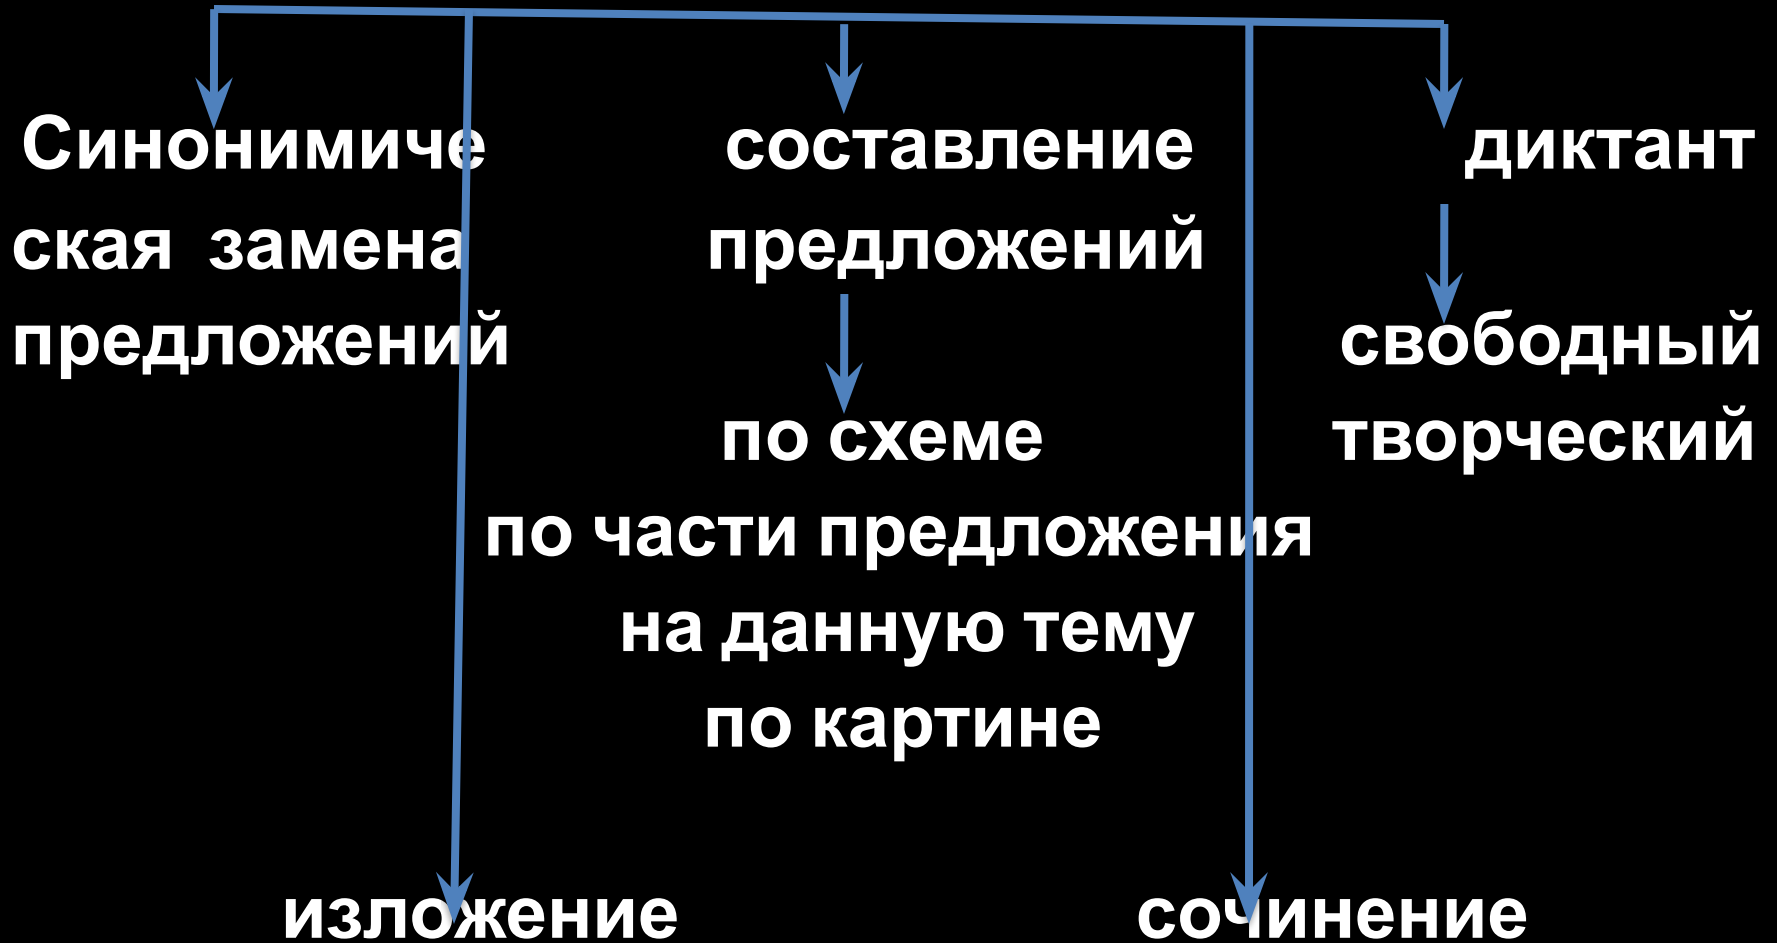 Синонимиче составление диктант
ская замена предложений
предложений свободный
по схеме творческий
по части предложения
на данную тему
по картине
изложение сочинение